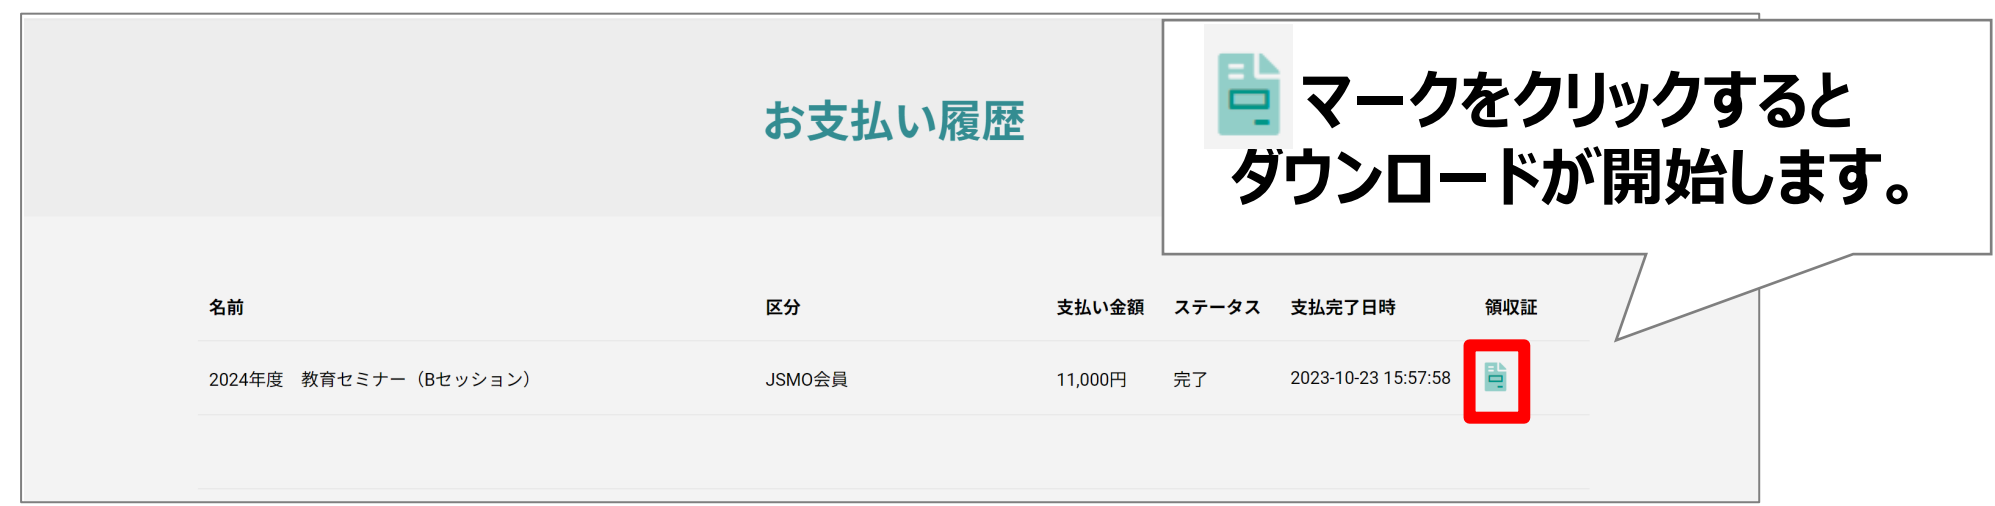 マークをクリックすると
ダウンロードが開始します。
お支払い履歴
名前 区分 支払い金額 ステータス 支払完了日時 領収証
2024年度　教育セミナー（Bセッション） JSMO会員 11,000円 完了 2023-10-23 15:57:58